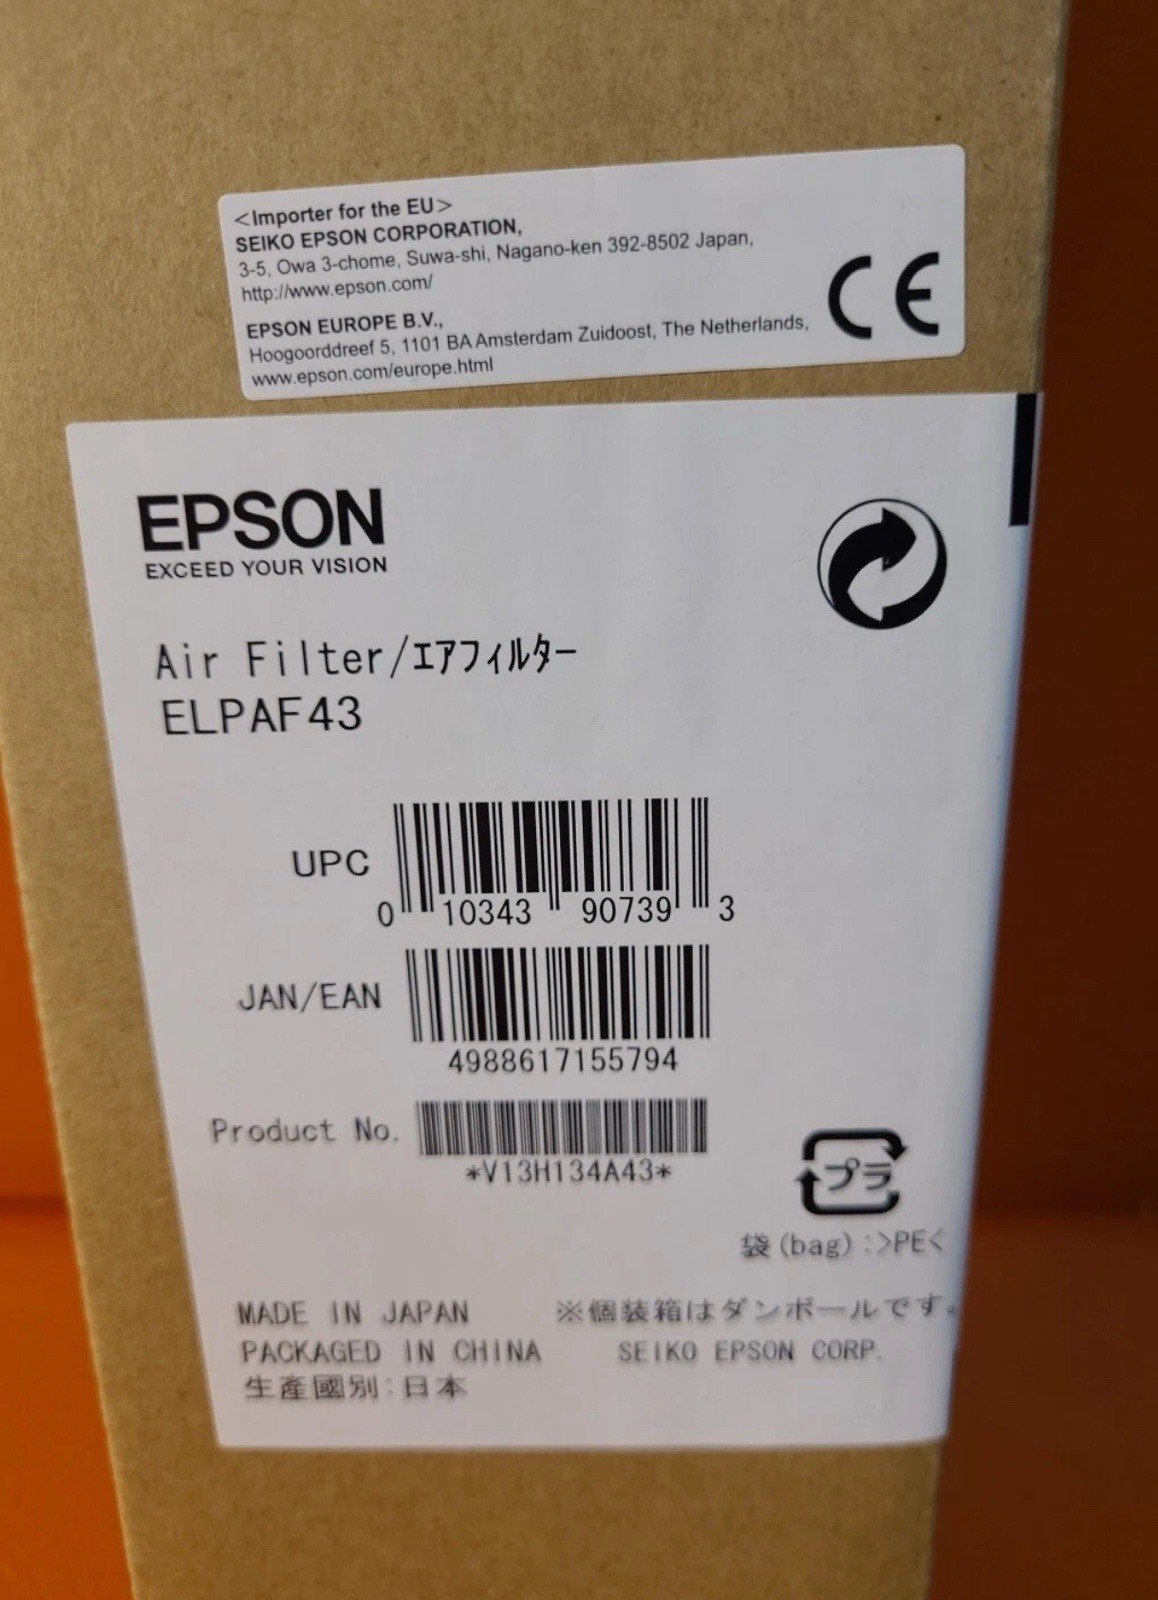 <Importer for the EU>
SEIKO EPSON CORPORATION,
3-5, Owa 3-chome, Suwa-shi, Nagano-ken 392-8502 Japan,
http://www.epson.com/
EPSON EUROPE B.V.,
Hoogoorddreef 5, 1101 BA Amsterdam Zuidoost, The Netherlands,
www.epson.com/europe.html
CE
EPSON
EXCEED YOUR VISION
Air Filter/エアフィルター
ELPAF43
UPC
0 10343 90739 3
JAN/EAN
4988617155794
Product No.
*V13H134A43*
プラ
袋(bag):>PE<
MADE IN JAPAN ※個装箱はダンボールです。
PACKAGED IN CHINA SEIKO EPSON CORP.
生產國別:日本